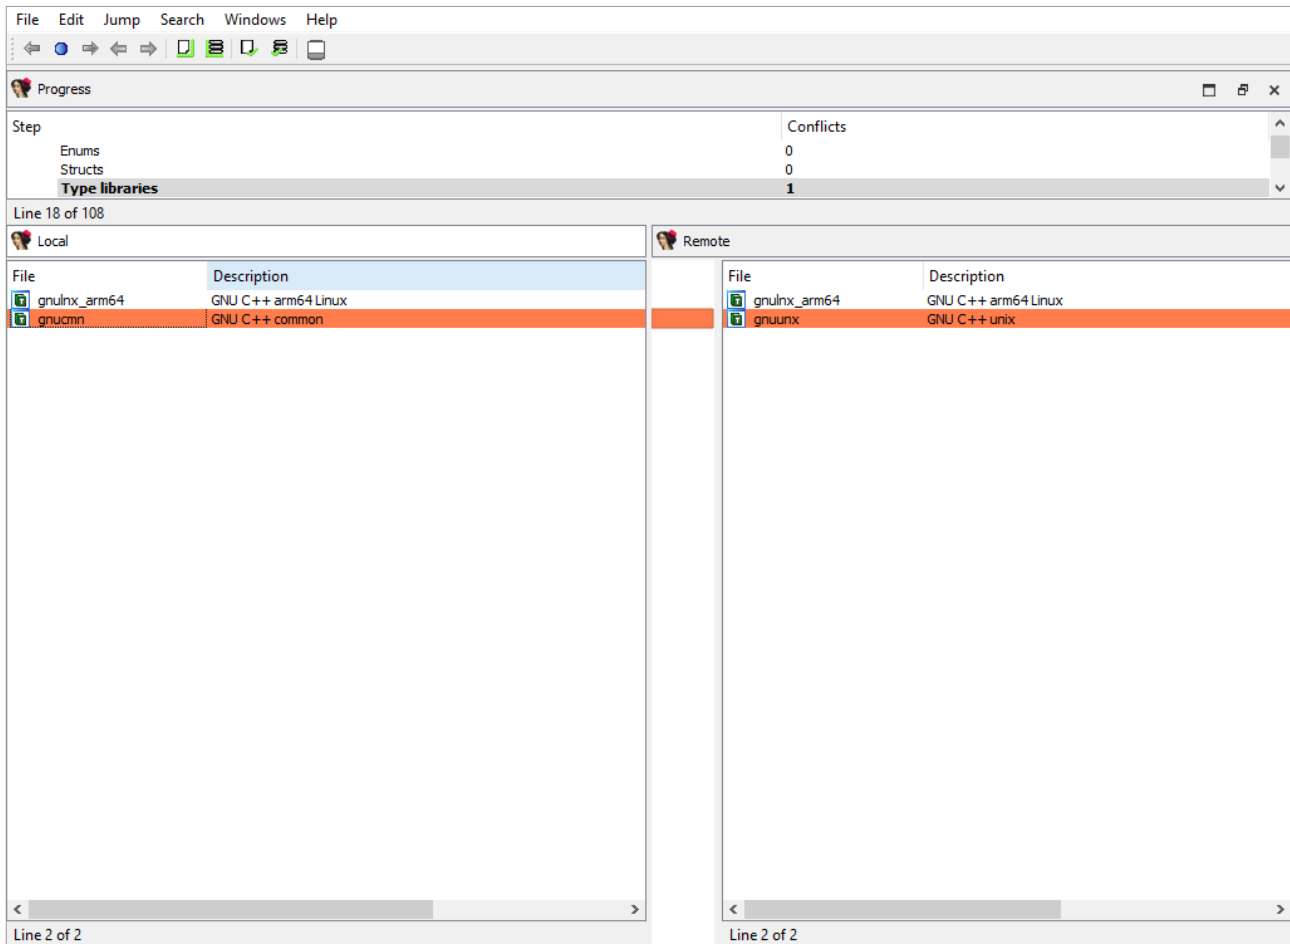 File Edit Jump Search Windows Help
Progress
Step Conflicts
Enums 0
Structs 0
Type libraries 1
Line 18 of 108
Local Remote
File Description File Description
gnulnx_arm64 GNU C++ arm64 Linux gnulnx_arm64 GNU C++ arm64 Linux
gnucmn GNU C++ common gnuunx GNU C++ unix
Line 2 of 2 Line 2 of 2